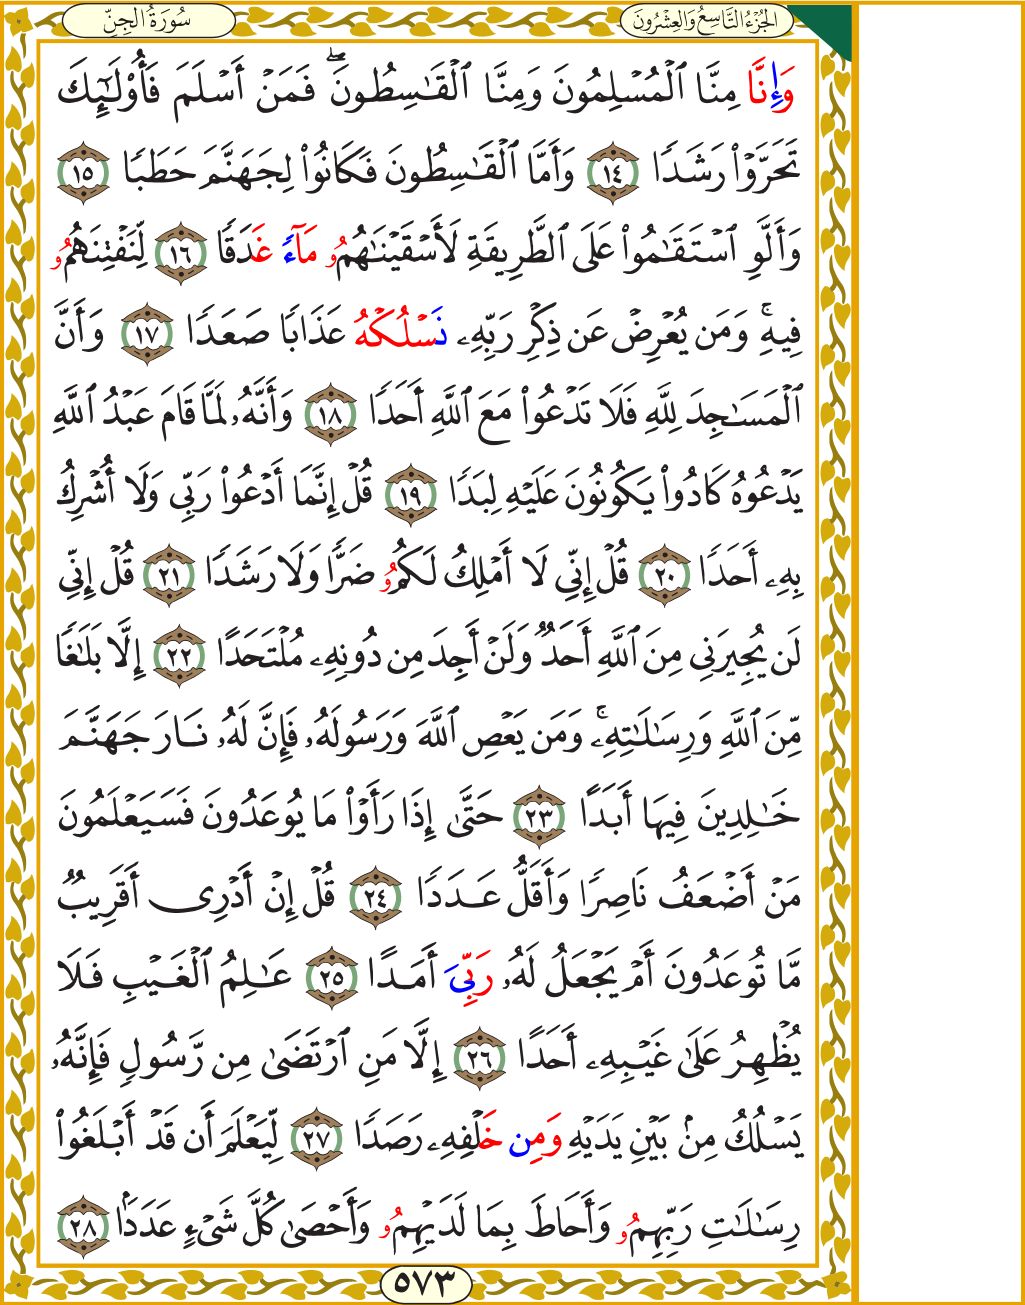 الجُزْءُ التَّاسِعُ وَالعِشْرُونَ
سُورَةُ الجِنِّ
وَإِنَّا مِنَّا ٱلْمُسْلِمُونَ وَمِنَّا ٱلْقَـٰسِطُونَۖ فَمَنْ أَسْلَمَ فَأُو۟لَـٰٓئِكَ
تَحَرَّوْا۟ رَشَدًا ١٤ وَأَمَّا ٱلْقَـٰسِطُونَ فَكَانُوا۟ لِجَهَنَّمَ حَطَبًا ١٥
وَأَلَّوِ ٱسْتَقَـٰمُوا۟ عَلَى ٱلطَّرِيقَةِ لَأَسْقَيْنَـٰهُمُۥ مَآءً غَدَقًا ١٦ لِّنَفْتِنَهُمُۥ
فِيهِۚ وَمَن يُعْرِضْ عَن ذِكْرِ رَبِّهِۦ نَسْلُكْهُ عَذَابًا صَعَدًا ١٧ وَأَنَّ
ٱلْمَسَـٰجِدَ لِلَّهِ فَلَا تَدْعُوا۟ مَعَ ٱللَّهِ أَحَدًا ١٨ وَأَنَّهُۥ لَمَّا قَامَ عَبْدُ ٱللَّهِ
يَدْعُوهُ كَادُوا۟ يَكُونُونَ عَلَيْهِ لِبَدًا ١٩ قُلْ إِنَّمَا أَدْعُوا۟ رَبِّى وَلَا أُشْرِكُ
بِهِۦ أَحَدًا ٢٠ قُلْ إِنِّى لَا أَمْلِكُ لَكُمُۥ ضَرًّا وَلَا رَشَدًا ٢١ قُلْ إِنِّى
لَن يُجِيرَنِى مِنَ ٱللَّهِ أَحَدٌ وَلَنْ أَجِدَ مِن دُونِهِۦ مُلْتَحَدًا ٢٢ إِلَّا بَلَـٰغًا
مِّنَ ٱللَّهِ وَرِسَـٰلَـٰتِهِۦۚ وَمَن يَعْصِ ٱللَّهَ وَرَسُولَهُۥ فَإِنَّ لَهُۥ نَارَ جَهَنَّمَ
خَـٰلِدِينَ فِيهَا أَبَدًا ٢٣ حَتَّىٰ إِذَا رَأَوْا۟ مَا يُوعَدُونَ فَسَيَعْلَمُونَ
مَنْ أَضْعَفُ نَاصِرًا وَأَقَلُّ عَدَدًا ٢٤ قُلْ إِنْ أَدْرِى أَقَرِيبٌ
مَّا تُوعَدُونَ أَمْ يَجْعَلُ لَهُۥ رَبِّىَ أَمَدًا ٢٥ عَـٰلِمُ ٱلْغَيْبِ فَلَا
يُظْهِرُ عَلَىٰ غَيْبِهِۦ أَحَدًا ٢٦ إِلَّا مَنِ ٱرْتَضَىٰ مِن رَّسُولٍ فَإِنَّهُۥ
يَسْلُكُ مِنۢ بَيْنِ يَدَيْهِ وَمِن خَلْفِهِۦ رَصَدًا ٢٧ لِّيَعْلَمَ أَن قَدْ أَبْلَغُوا۟
رِسَـٰلَـٰتِ رَبِّهِمُۥ وَأَحَاطَ بِمَا لَدَيْهِمُۥ وَأَحْصَىٰ كُلَّ شَىْءٍ عَدَدًۢا ٢٨
٥٧٣